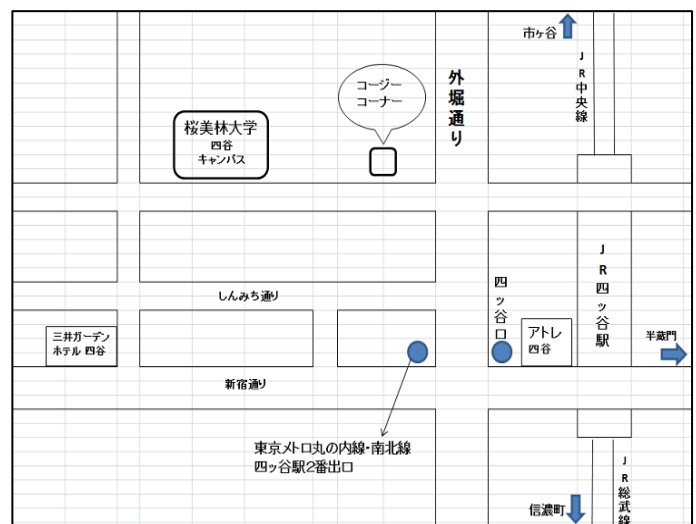 市ヶ谷
JR中央線
外堀通り
コージー
コーナー
桜美林大学
四谷
キャンパス
JR四ッ谷駅
四ッ谷口
しんみち通り
アトレ
四谷
半蔵門
三井ガーデン
ホテル 四谷
新宿通り
東京メトロ丸の内線・南北線
四ッ谷駅2番出口
JR総武線
信濃町